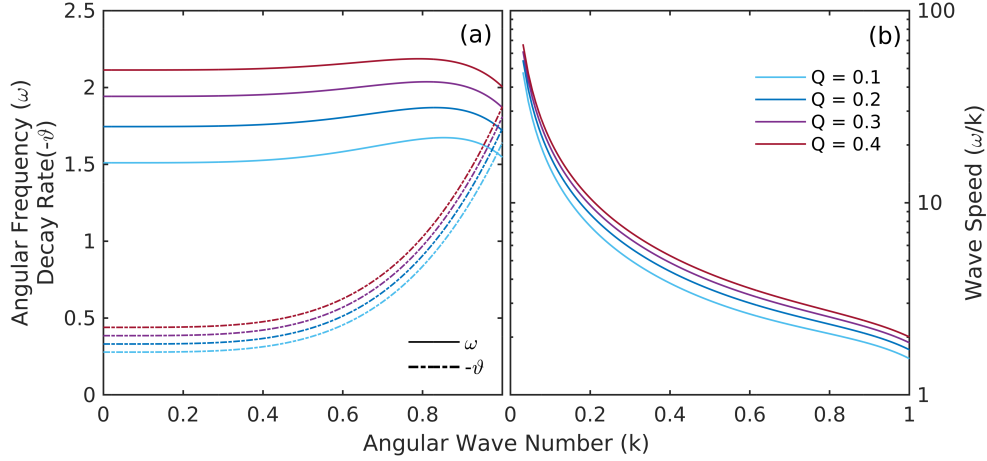 (a)
2.5
2
1.5
1
0.5
0
Angular Frequency (ω)
Decay Rate(-ϑ)
ω
-ϑ
0 0.2 0.4 0.6 0.8
(b)
Q = 0.1
Q = 0.2
Q = 0.3
Q = 0.4
100
10
1
Wave Speed (ω/k)
0 0.2 0.4 0.6 0.8 1
Angular Wave Number (k)